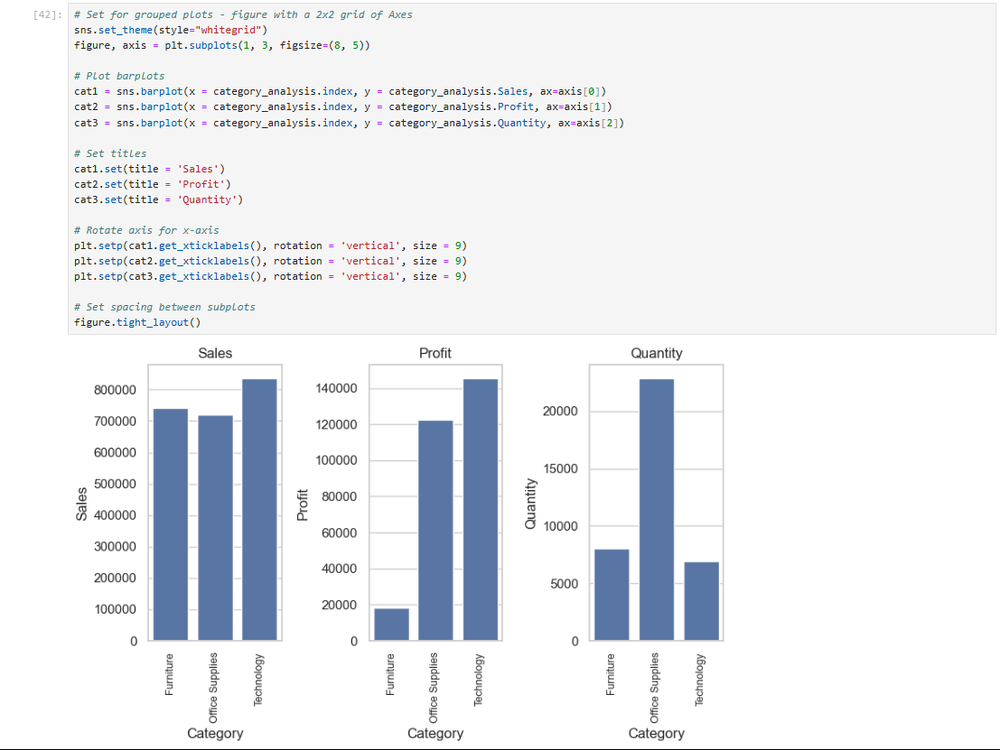 [42]: # Set for grouped plots - figure with a 2x2 grid of Axes
sns.set_theme(style="whitegrid")
figure, axis = plt.subplots(1, 3, figsize=(8, 5))
# Plot barplots
cat1 = sns.barplot(x = category_analysis.index, y = category_analysis.Sales, ax=axis[0])
cat2 = sns.barplot(x = category_analysis.index, y = category_analysis.Profit, ax=axis[1])
cat3 = sns.barplot(x = category_analysis.index, y = category_analysis.Quantity, ax=axis[2])
# Set titles
cat1.set(title = 'Sales')
cat2.set(title = 'Profit')
cat3.set(title = 'Quantity')
# Rotate axis for x-axis
plt.setp(cat1.get_xticklabels(), rotation = 'vertical', size = 9)
plt.setp(cat2.get_xticklabels(), rotation = 'vertical', size = 9)
plt.setp(cat3.get_xticklabels(), rotation = 'vertical', size = 9)
# Set spacing between subplots
figure.tight_layout()
Sales
800000
700000
600000
500000
400000
300000
200000
100000
0
Sales
Furniture
Office Supplies
Technology
Category
Profit
140000
120000
100000
80000
60000
40000
20000
0
Profit
Furniture
Office Supplies
Technology
Category
Quantity
20000
15000
10000
5000
0
Quantity
Furniture
Office Supplies
Technology
Category